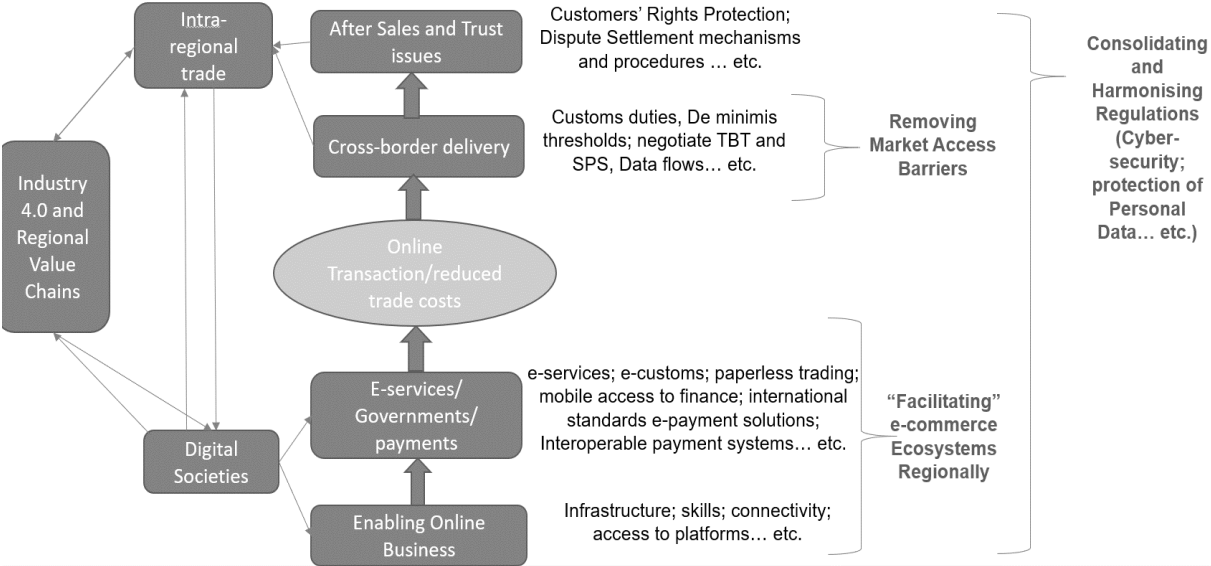 Intra-
regional
trade
After Sales and Trust
issues
Customers’ Rights Protection;
Dispute Settlement mechanisms
and procedures … etc.
Cross-border delivery
Customs duties, De minimis
thresholds; negotiate TBT and
SPS, Data flows… etc.
Removing
Market Access
Barriers
Consolidating
and
Harmonising
Regulations
(Cyber-
security;
protection of
Personal
Data… etc.)
Industry
4.0 and
Regional
Value
Chains
Online
Transaction/reduced
trade costs
E-services/
Governments/
payments
e-services; e-customs; paperless trading;
mobile access to finance; international
standards e-payment solutions;
Interoperable payment systems… etc.
“Facilitating”
e-commerce
Ecosystems
Regionally
Digital
Societies
Enabling Online
Business
Infrastructure; skills; connectivity;
access to platforms… etc.